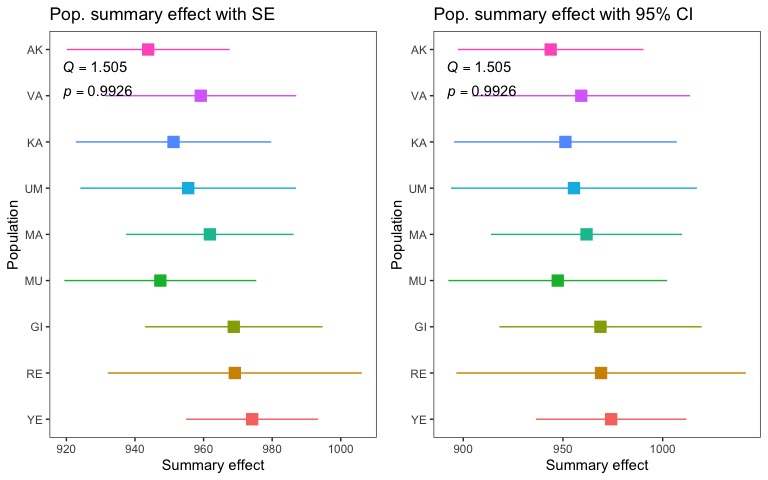 Pop. summary effect with SE
AK
VA
KA
UM
MA
MU
GI
RE
YE
Population
Q = 1.505
p = 0.9926
920 940 960 980 1000
Summary effect
Pop. summary effect with 95% CI
AK
VA
KA
UM
MA
MU
GI
RE
YE
Population
Q = 1.505
p = 0.9926
900 950 1000
Summary effect